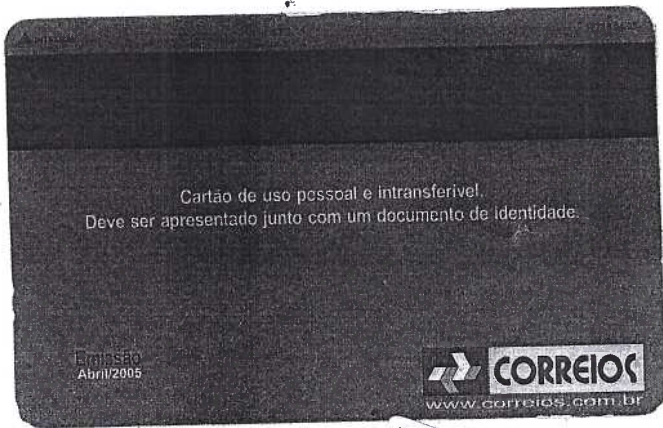 Cartão de uso pessoal e intransferível.
Deve ser apresentado junto com um documento de identidade.
Emissão
Abril/2005
CORREIOS
www.correios.com.br